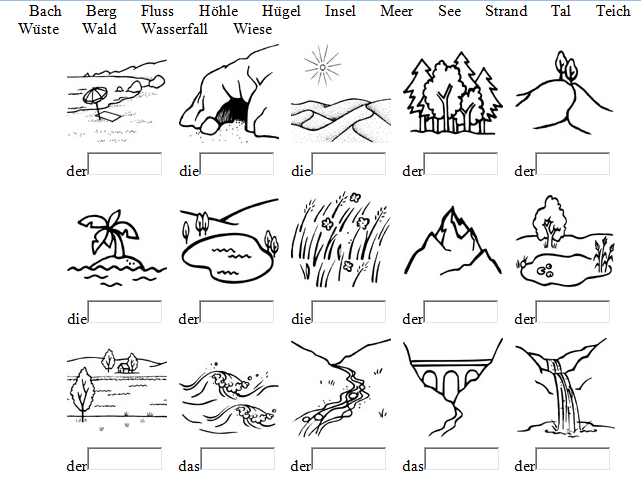 Bach Berg Fluss Höhle Hügel Insel Meer See Strand Tal Teich
Wüste Wald Wasserfall Wiese
der die die der der
die der die der der
der das der das der